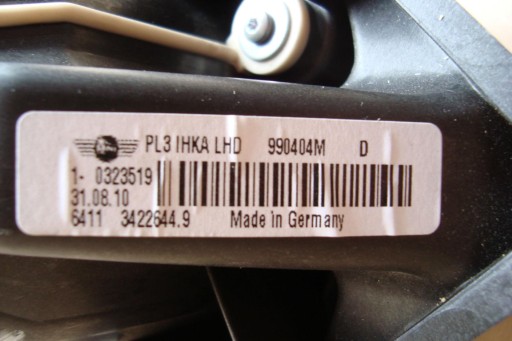 PL3 IHKA LHD 990404M D
1- 0323519
31.08.10
6411 3422644.9 Made in Germany